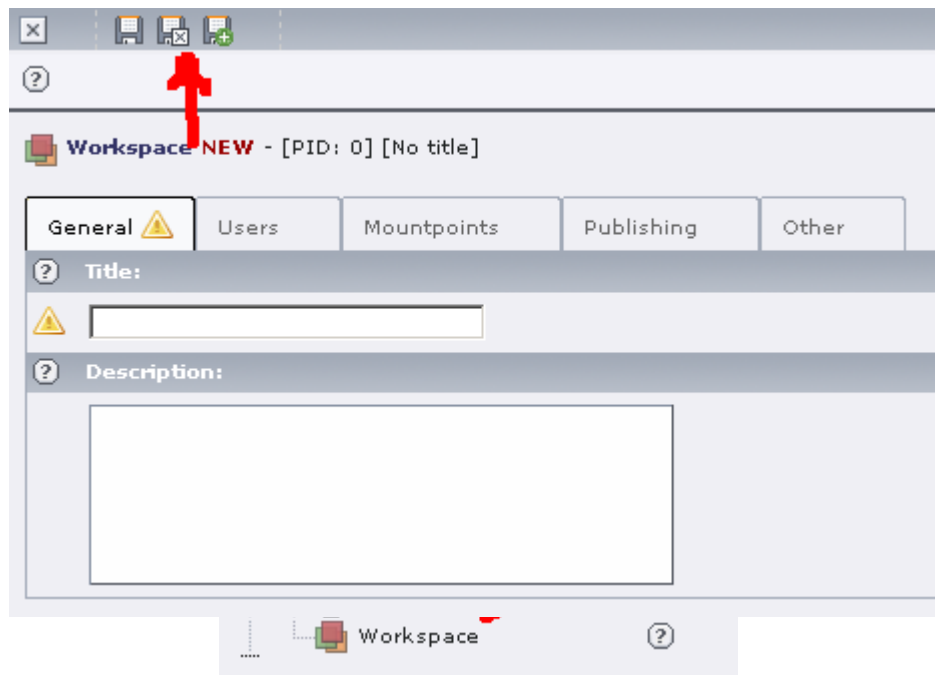 Workspace NEW - [PID: 0] [No title]
General Users Mountpoints Publishing Other
Title:
Description:
Workspace